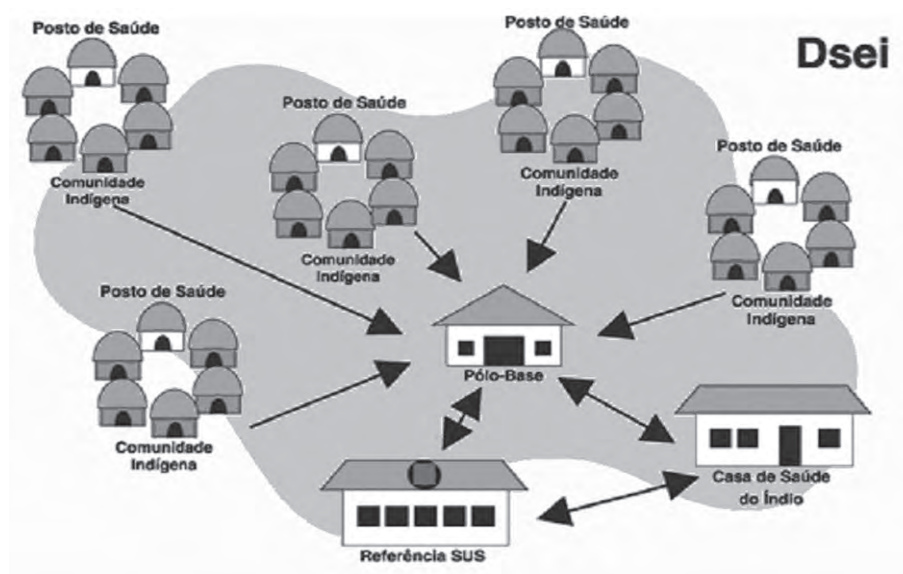 Dsei
Posto de Saúde
Comunidade
Indígena
Posto de Saúde
Comunidade
Indígena
Posto de Saúde
Comunidade
Indígena
Posto de Saúde
Comunidade
Indígena
Posto de Saúde
Comunidade
Indígena
Pólo-Base
Casa de Saúde
do Índio
Referência SUS